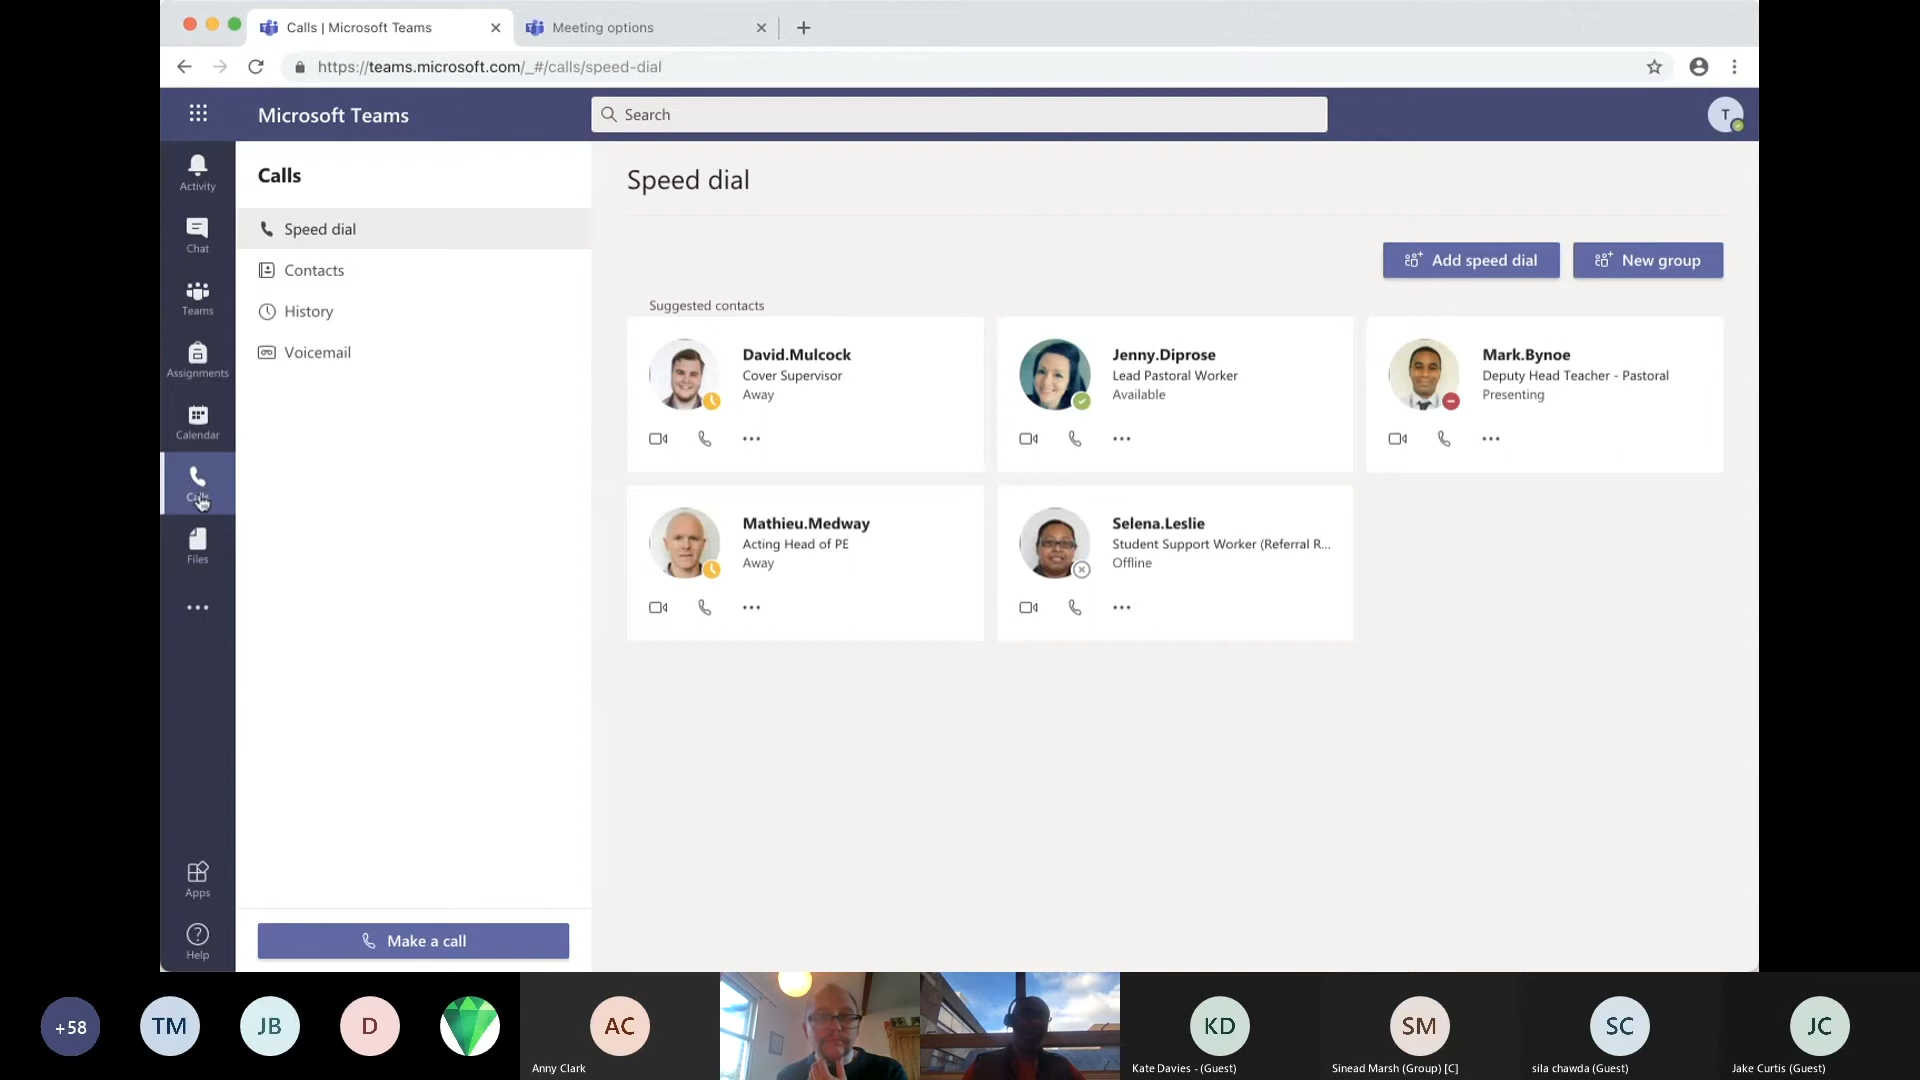 Calls | Microsoft Teams
Meeting options
https://teams.microsoft.com/_#/calls/speed-dial
Microsoft Teams
Search
T
Activity
Chat
Teams
Assignments
Calendar
Calls
Files
Apps
Help
Calls
Speed dial
Contacts
History
Voicemail
Make a call
Speed dial
Add speed dial
New group
Suggested contacts
David.Mulcock
Cover Supervisor
Away
Jenny.Diprose
Lead Pastoral Worker
Available
Mark.Bynoe
Deputy Head Teacher - Pastoral
Presenting
Mathieu.Medway
Acting Head of PE
Away
Selena.Leslie
Student Support Worker (Referral R...
Offline
+58
TM
JB
D
AC
Anny Clark
KD
Kate Davies - (Guest)
SM
Sinead Marsh (Group) [C]
SC
sila chawda (Guest)
JC
Jake Curtis (Guest)